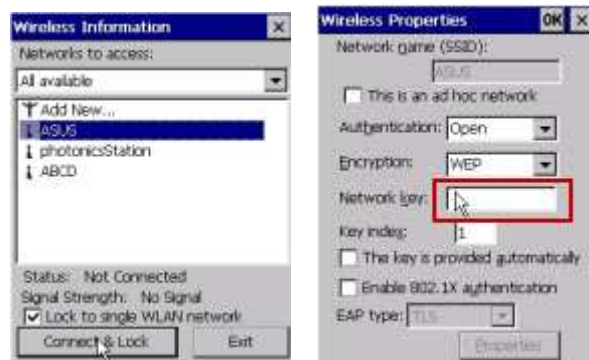 Wireless Information
Networks to access:
All available
Add New...
ASUS
photonicsStation
ABCD
Status: Not Connected
Signal Strength: No Signal
Lock to single WLAN network
Connect & Lock
Exit
Wireless Properties
OK
Network name (SSID):
ASUS
This is an ad hoc network
Authentication: Open
Encryption: WEP
Network key:
Key index: 1
The key is provided automatically
Enable 802.1X authentication
EAP type: TLS
Properties